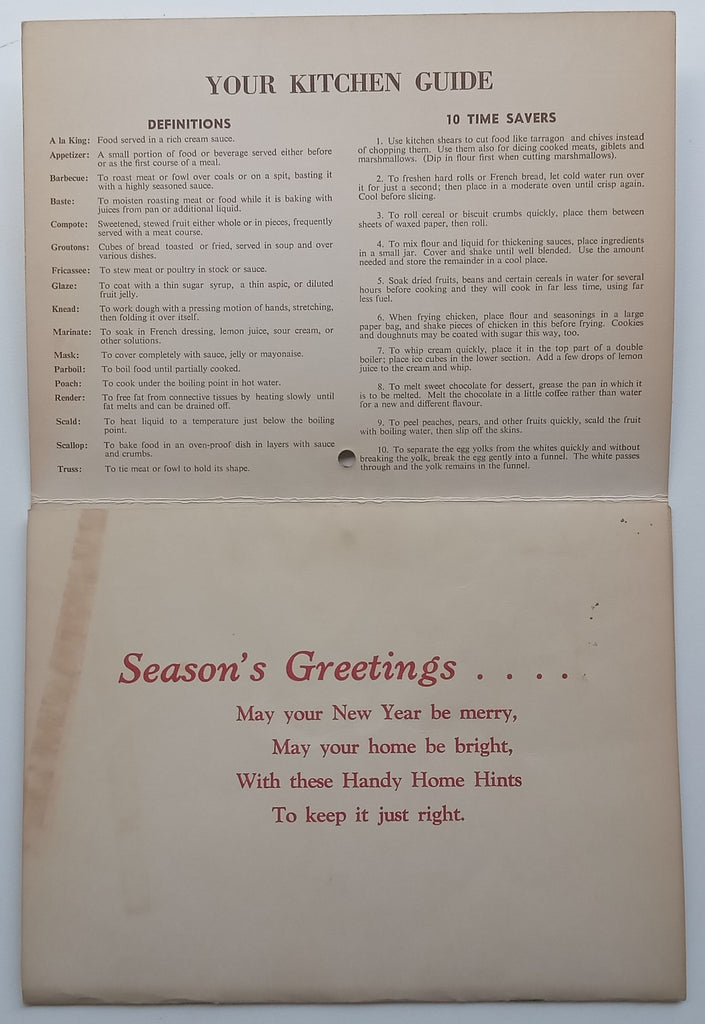 YOUR KITCHEN GUIDE
DEFINITIONS
A la King: Food served in a rich cream sauce.
Appetizer: A small portion of food or beverage served either before
or as the first course of a meal.
Barbecue: To roast meat or fowl over coals or on a spit, basting it
with a highly seasoned sauce.
Baste: To moisten roasting meat or food while it is baking with
juices from pan or additional liquid.
Compote: Sweetened, stewed fruit either whole or in pieces, frequently
served with a meat course.
Groutons: Cubes of bread toasted or fried, served in soup and over
various dishes.
Fricassee: To stew meat or poultry in stock or sauce.
Glaze: To coat with a thin sugar syrup, a thin aspic, or diluted
fruit jelly.
Knead: To work dough with a pressing motion of hands, stretching,
then folding it over itself.
Marinate: To soak in French dressing, lemon juice, sour cream, or
other solutions.
Mask: To cover completely with sauce, jelly or mayonaise.
Parboil: To boil food until partially cooked.
Poach: To cook under the boiling point in hot water.
Render: To free fat from connective tissues by heating slowly until
fat melts and can be drained off.
Scald: To heat liquid to a temperature just below the boiling
point.
Scallop: To bake food in an oven-proof dish in layers with sauce
and crumbs.
Truss: To tie meat or fowl to hold its shape.
10 TIME SAVERS
1. Use kitchen shears to cut food like tarragon and chives instead
of chopping them. Use them also for dicing cooked meats, giblets and
marshmallows. (Dip in flour first when cutting marshmallows).
2. To freshen hard rolls or French bread, let cold water run over
it for just a second; then place in a moderate oven until crisp again.
Cool before slicing.
3. To roll cereal or biscuit crumbs quickly, place them between
sheets of waxed paper, then roll.
4. To mix flour and liquid for thickening sauces, place ingredients
in a small jar. Cover and shake until well blended. Use the amount
needed and store the remainder in a cool place.
5. Soak dried fruits, beans and certain cereals in water for several
hours before cooking and they will cook in far less time, using far
less fuel.
6. When frying chicken, place flour and seasonings in a large
paper bag, and shake pieces of chicken in this before frying. Cookies
and doughnuts may be coated with sugar this way, too.
7. To whip cream quickly, place it in the top part of a double
boiler; place ice cubes in the lower section. Add a few drops of lemon
juice to the cream and whip.
8. To melt sweet chocolate for dessert, grease the pan in which it
is to be melted. Melt the chocolate in a little coffee rather than water
for a new and different flavour.
9. To peel peaches, pears, and other fruits quickly, scald the fruit
with boiling water, then slip off the skins.
10. To separate the egg yolks from the whites quickly and without
breaking the yolk, break the egg gently into a funnel. The white passes
through and the yolk remains in the funnel.
Season's Greetings . . . .
May your New Year be merry,
May your home be bright,
With these Handy Home Hints
To keep it just right.